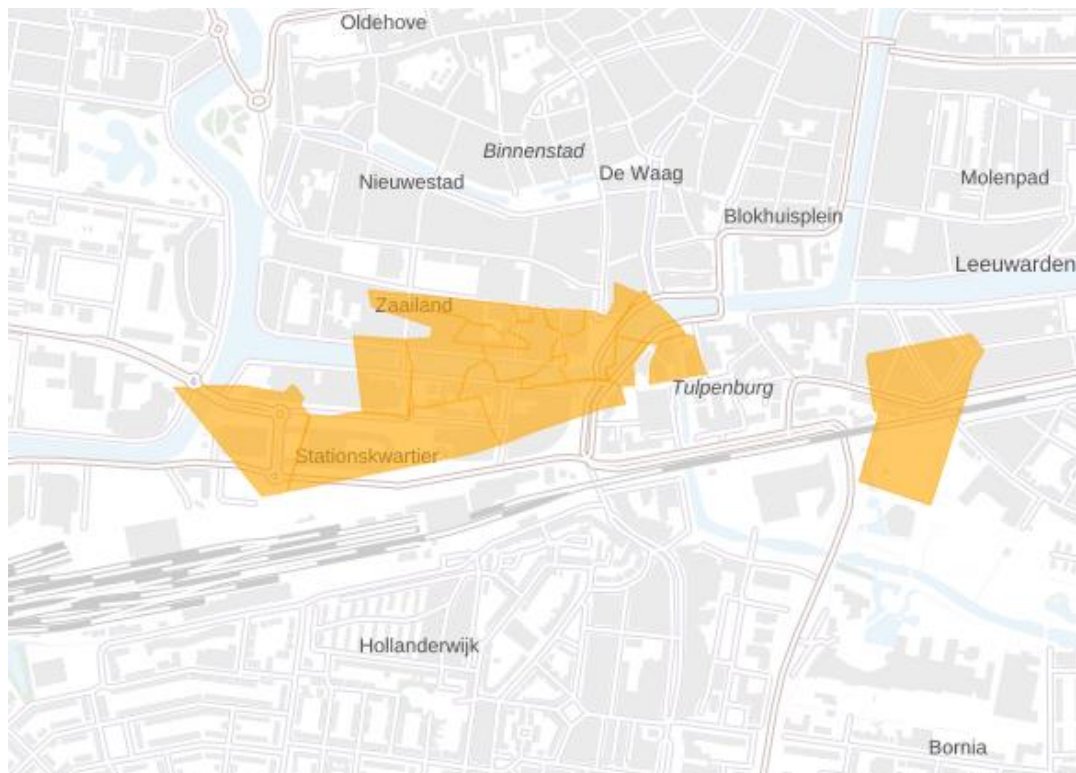 Oldehove
Binnenstad
De Waag
Nieuwestad
Molenpad
Blokhuisplein
Leeuwarden
Zaailand
Tulpenburg
Stationskwartier
Hollanderwijk
Bornia